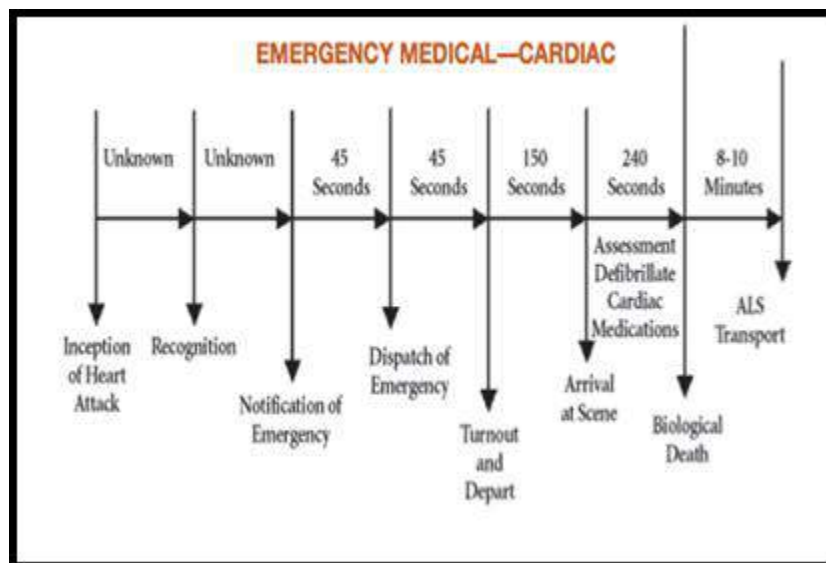 EMERGENCY MEDICAL—CARDIAC
Unknown
Unknown
45
Seconds
45
Seconds
150
Seconds
240
Seconds
8-10
Minutes
Assessment
Defibrillate
Cardiac
Medications
Inception
of Heart
Attack
Recognition
Notification of
Emergency
Dispatch of
Emergency
Turnout
and
Depart
Arrival
at Scene
Biological
Death
ALS
Transport